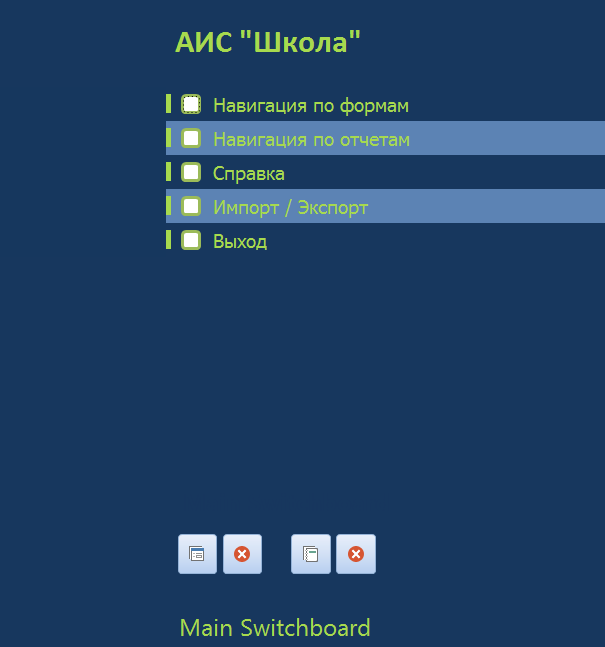 АИС "Школа"
Навигация по формам
Навигация по отчетам
Справка
Импорт / Экспорт
Выход
Main Switchboard